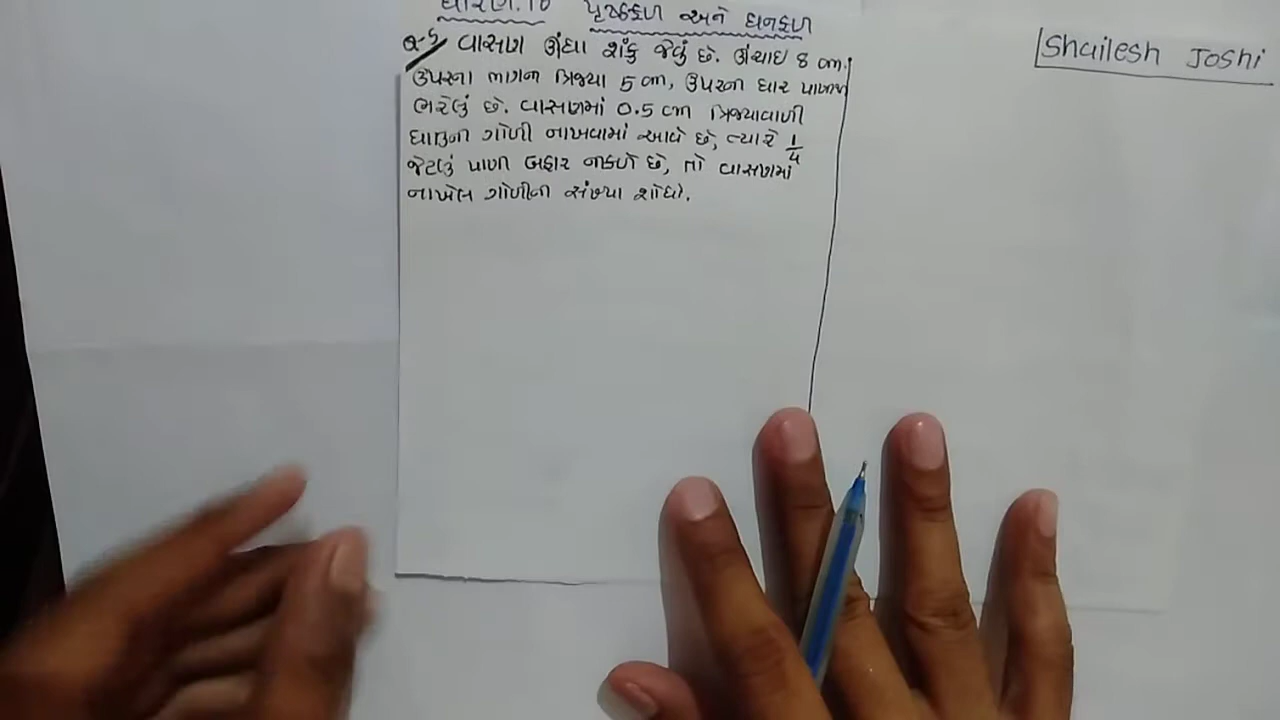 ધોરણ.10 પૃષ્ઠફળ અને ઘનફળ
Shailesh Joshi
વાસણ ઊંધા શંકુ જેવું છે. ઊંચાઇ 8 cm.
ઉપરના ભાગની ત્રિજ્યા 5 cm, ઉપરની ધાર પાણીથી
ભરેલું છે. વાસણમાં 0.5 cm ત્રિજ્યાવાળી
ધાતુની ગોળી નાખવામાં આવે છે, ત્યારે 1/4
જેટલું પાણી બહાર નીકળે છે, તો વાસણમાં
નાખેલ ગોળીની સંખ્યા શોધો.